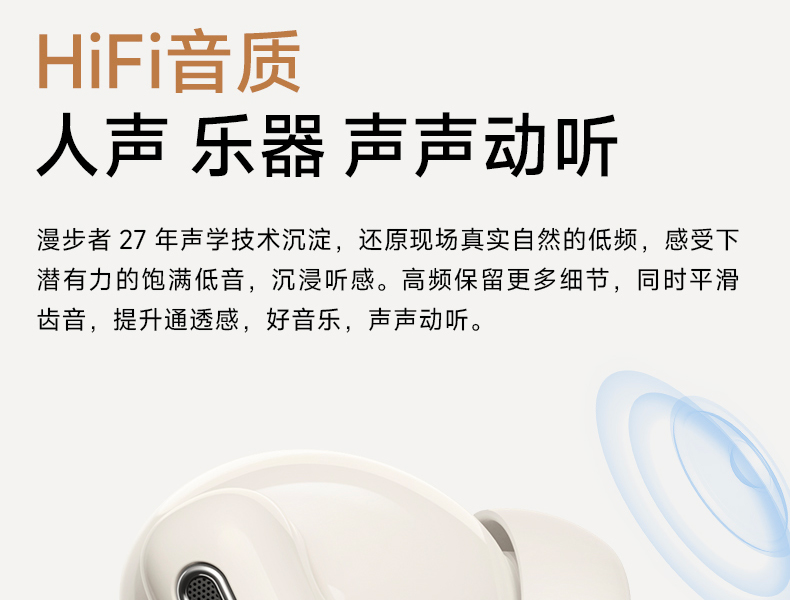 HiFi音质
人声 乐器 声声动听
漫步者 27 年声学技术沉淀，还原现场真实自然的低频，感受下
潜有力的饱满低音，沉浸听感。高频保留更多细节，同时平滑
齿音，提升通透感，好音乐，声声动听。